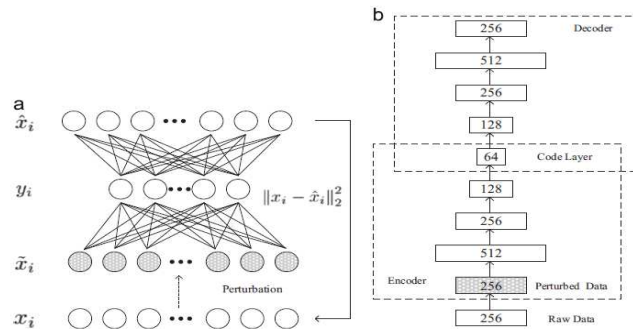 a
x̂ᵢ
yᵢ
‖xᵢ − x̂ᵢ‖₂²
x̃ᵢ
Perturbation
xᵢ
b
256 Decoder
512
256
128
64 Code Layer
128
256
512
Encoder
256 Perturbed Data
256 Raw Data